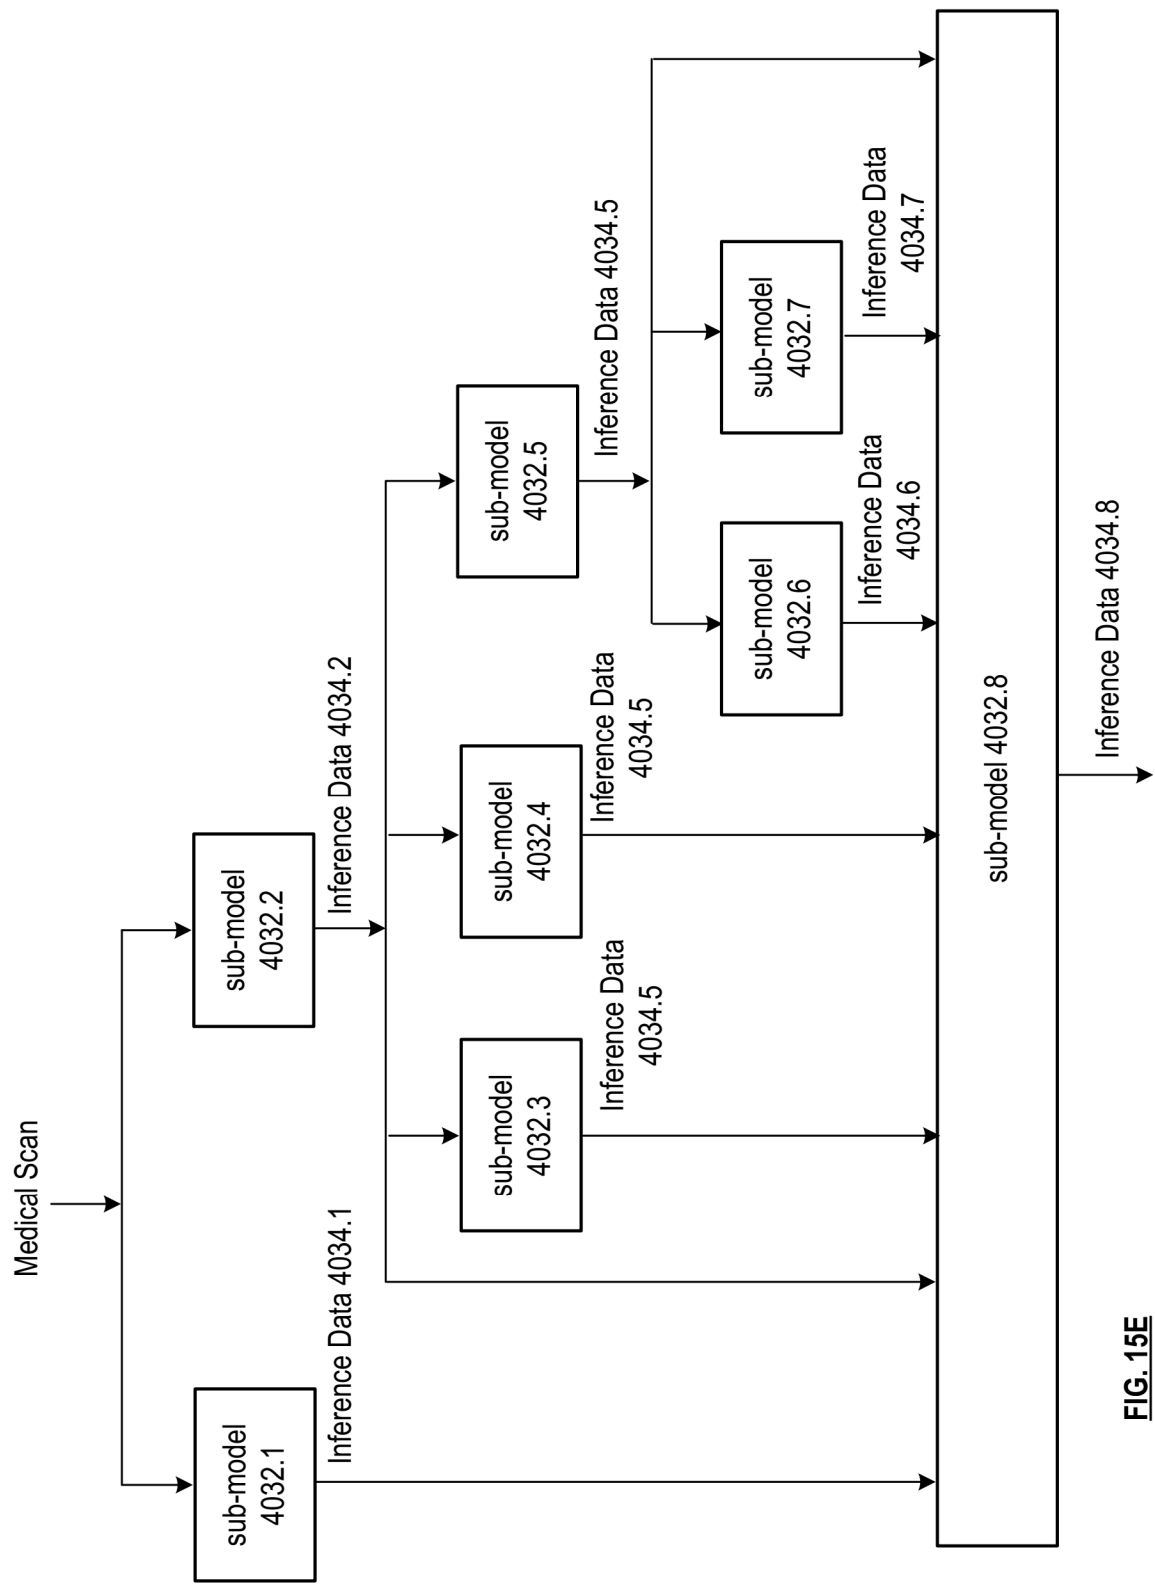 Medical Scan
sub-model
4032.1
sub-model
4032.2
Inference Data 4034.1
Inference Data 4034.2
sub-model
4032.3
sub-model
4032.4
sub-model
4032.5
Inference Data
4034.5
Inference Data
4034.5
Inference Data 4034.5
sub-model
4032.6
sub-model
4032.7
Inference Data
4034.6
Inference Data
4034.7
sub-model 4032.8
Inference Data 4034.8
FIG. 15E